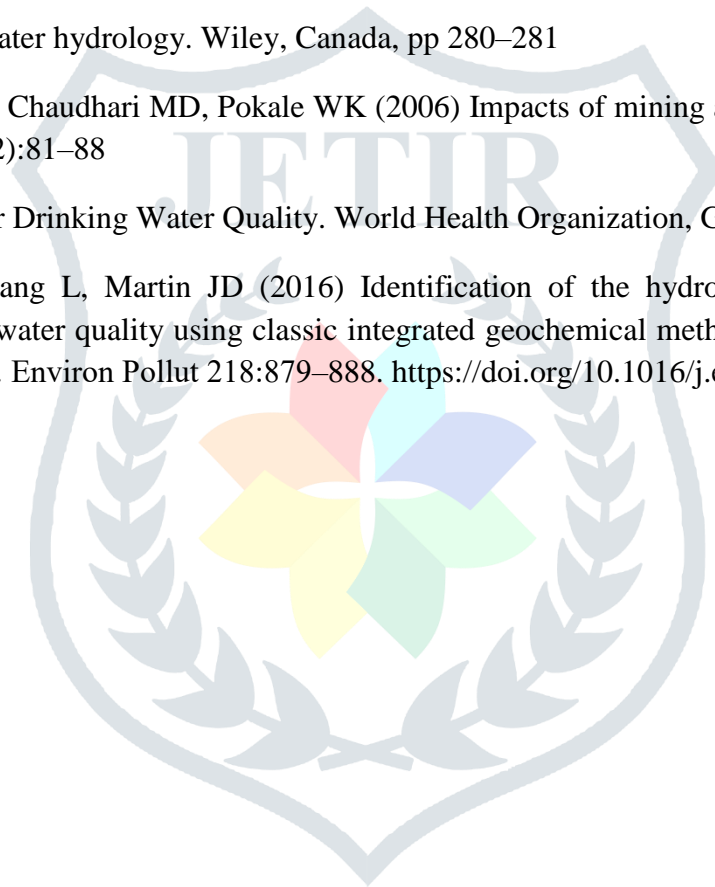 ater hydrology. Wiley, Canada, pp 280–281
Chaudhari MD, Pokale WK (2006) Impacts of mining
2):81–88
r Drinking Water Quality. World Health Organization, G
JETIR
ang L, Martin JD (2016) Identification of the hydro
water quality using classic integrated geochemical meth
. Environ Pollut 218:879–888. https://doi.org/10.1016/j.e